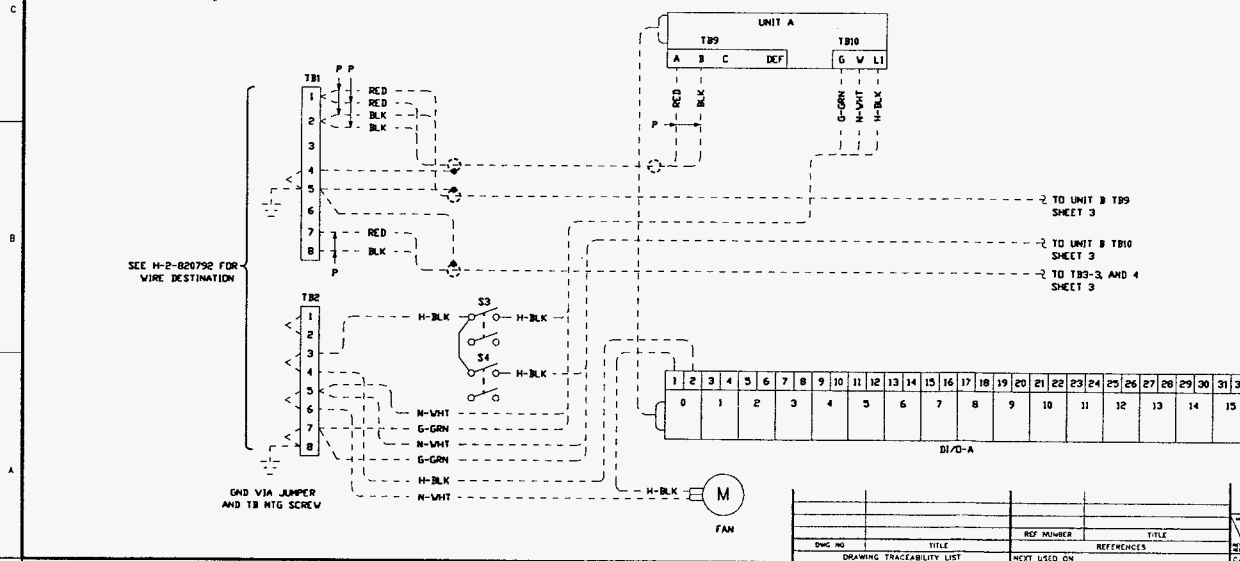 C
UNIT A
TB9
TB10
A B C DEF
G W L1
TB1
P P
RED
RED
BLK
BLK
1
2
3
4
5
6
7
8
RED
BLK
P
RED
BLK
P
G-GRN
N-WHT
H-BLK
TO UNIT B TB9
SHEET 3
TO UNIT B TB10
SHEET 3
TO TB3-3, AND 4
SHEET 3
B
SEE H-2-820792 FOR
WIRE DESTINATION
TB2
1
2
3
4
5
6
7
8
H-BLK
S3
H-BLK
S4
H-BLK
N-WHT
G-GRN
N-WHT
G-GRN
H-BLK
N-WHT
1 2 3 4 5 6 7 8 9 10 11 12 13 14 15 16 17 18 19 20 21 22 23 24 25 26 27 28 29 30 31
0 1 2 3 4 5 6 7 8 9 10 11 12 13 14 15
DI/O-A
A
GND VIA JUMPER
AND TB MTG SCREW
H-BLK
M
FAN
REF NUMBER TITLE
DWG NO TITLE REFERENCES
DRAWING TRACEABILITY LIST NEXT USED ON